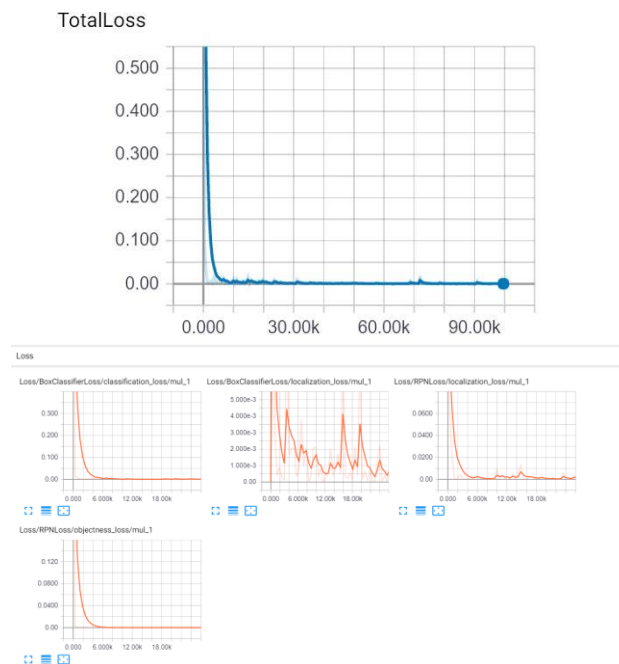 TotalLoss
0.500
0.400
0.300
0.200
0.100
0.00
0.000 30.00k 60.00k 90.00k
Loss
Loss/BoxClassifierLoss/classification_loss/mul_1
0.300
0.200
0.100
0.00
0.000 6.000k 12.00k 18.00k
Loss/BoxClassifierLoss/localization_loss/mul_1
5.000e-3
4.000e-3
3.000e-3
2.000e-3
1.000e-3
0.00
0.000 6.000k 12.00k 18.00k
Loss/RPNLoss/localization_loss/mul_1
0.0600
0.0400
0.0200
0.00
0.000 6.000k 12.00k 18.00k
Loss/RPNLoss/objectness_loss/mul_1
0.120
0.0800
0.0400
0.00
0.000 6.000k 12.00k 18.00k